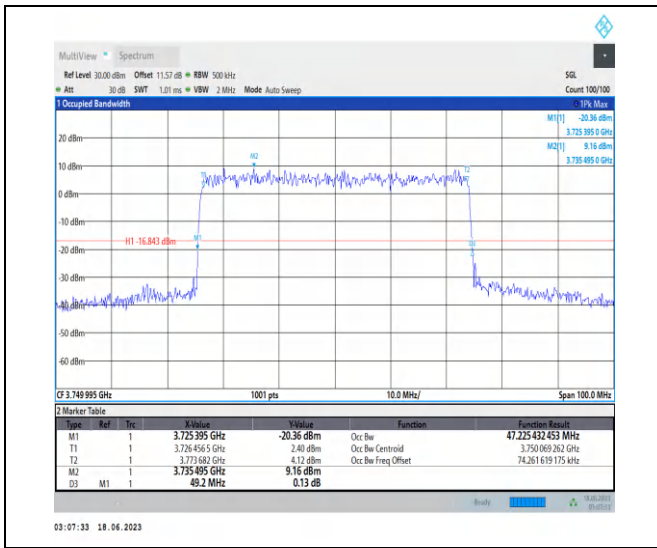 MultiView Spectrum
Ref Level 30.00 dBm Offset 11.57 dB RBW 500 kHz SGL
Att 30 dB SWT 1.01 ms VBW 2 MHz Mode Auto Sweep Count 100/100
1 Occupied Bandwidth 1Pk Max
M1[1] -20.36 dBm
3.725 395 0 GHz
M2[1] 9.16 dBm
3.735 495 0 GHz
20 dBm
M2
T2
10 dBm
0 dBm
-10 dBm
H1 -16.843 dBm M1
-20 dBm
-30 dBm
-40 dBm
-50 dBm
-60 dBm
CF 3.749 995 GHz 1001 pts 10.0 MHz/ Span 100.0 MHz
2 Marker Table
Type Ref Trc X-Value Y-Value Function Function Result
M1 1 3.725 395 GHz -20.36 dBm Occ Bw 47.225 432 453 MHz
T1 1 3.726 456 5 GHz 2.40 dBm Occ Bw Centroid 3.750 069 262 GHz
T2 1 3.773 682 GHz 4.12 dBm Occ Bw Freq Offset 74.261 619 175 kHz
M2 1 3.735 495 GHz 9.16 dBm
D3 M1 1 49.2 MHz 0.13 dB
Ready 18.06.2023
03:07:33 18.06.2023